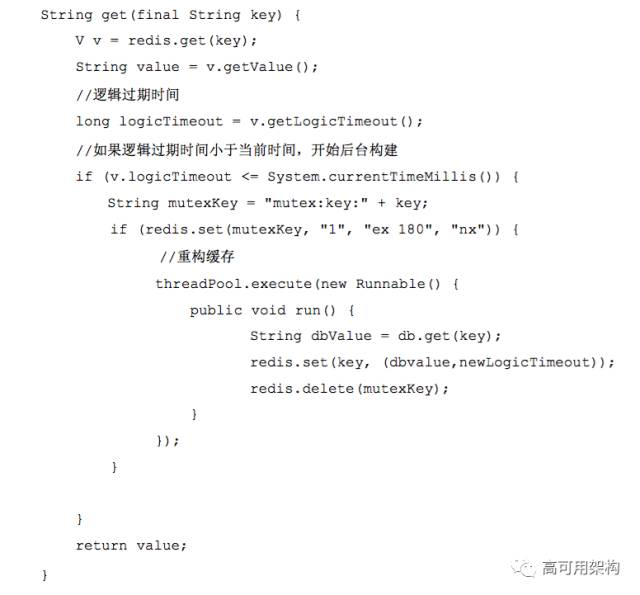 String get(final String key) {
V v = redis.get(key);
String value = v.getValue();
//逻辑过期时间
long logicTimeout = v.getLogicTimeout();
//如果逻辑过期时间小于当前时间，开始后台构建
if (v.logicTimeout <= System.currentTimeMillis()) {
String mutexKey = "mutex:key:" + key;
if (redis.set(mutexKey, "1", "ex 180", "nx")) {
//重构缓存
threadPool.execute(new Runnable() {
public void run() {
String dbValue = db.get(key);
redis.set(key, (dbvalue,newLogicTimeout));
redis.delete(mutexKey);
}
});
}
}
return value;
}
高可用架构